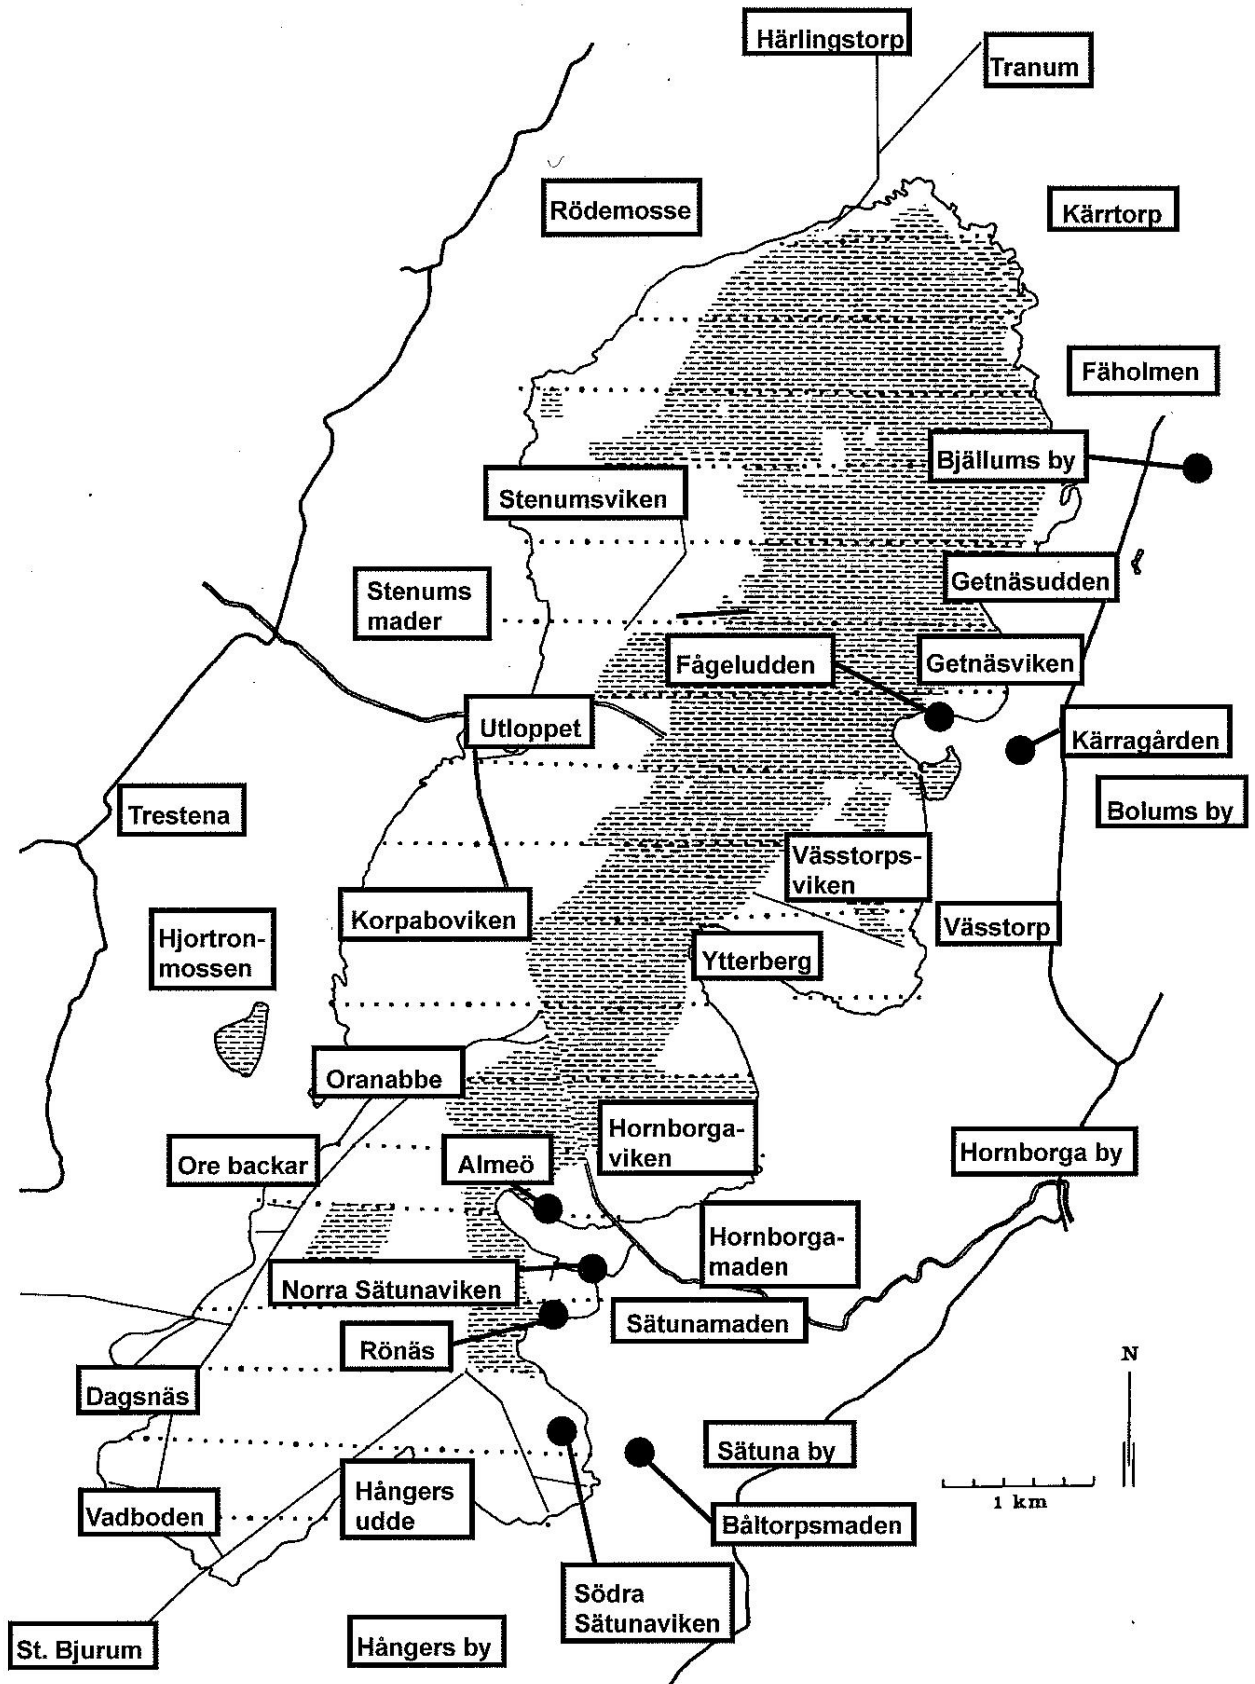 Härlingstorp
Tranum
Rödemosse
Kärrtorp
Fäholmen
Bjällums by
Stenumsviken
Getnäsudden
Stenums
mader
Fågeludden
Getnäsviken
Utloppet
Kärragården
Trestena
Bolums by
Vässtorps-
viken
Korpaboviken
Vässtorp
Hjortron-
mossen
Ytterberg
Oranabbe
Hornborga-
viken
Hornborga by
Ore backar
Almeö
Hornborga-
maden
Norra Sätunaviken
Sätunamaden
Rönäs
N
Dagsnäs
Sätuna by
1 km
Hångers
udde
Vadboden
Båltorpsmaden
Södra
Sätunaviken
St. Bjurum
Hångers by